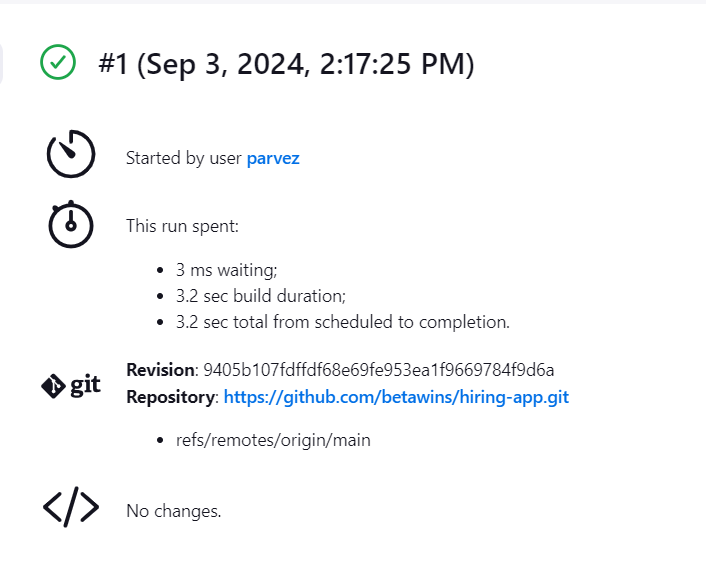 #1 (Sep 3, 2024, 2:17:25 PM)
Started by user parvez
This run spent:
3 ms waiting;
3.2 sec build duration;
3.2 sec total from scheduled to completion.
git
Revision: 9405b107fdffdf68e69fe953ea1f9669784f9d6a
Repository: https://github.com/betawins/hiring-app.git
refs/remotes/origin/main
No changes.